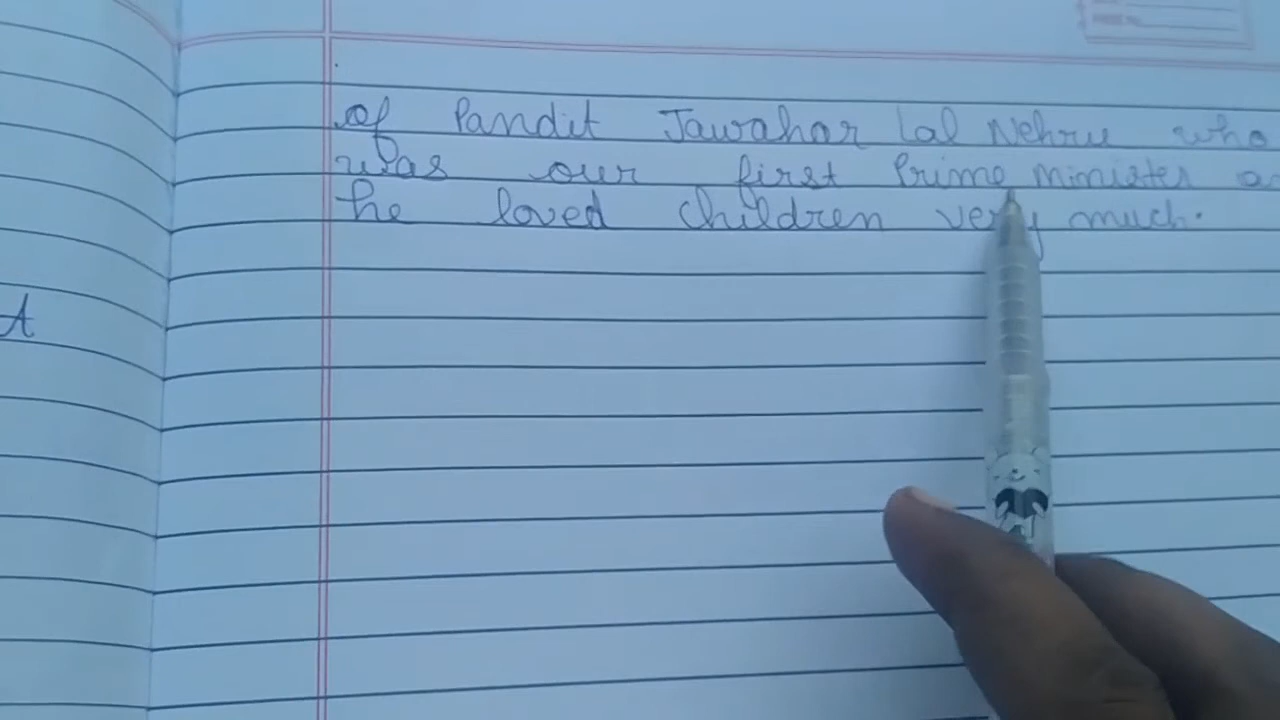 of Pandit Jawahar Lal Nehru who
was our first Prime Minister
he loved children very much.
A